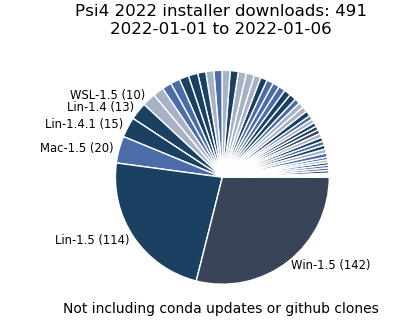 Psi4 2022 installer downloads: 491
2022-01-01 to 2022-01-06
WSL-1.5 (10)
Lin-1.4 (13)
Lin-1.4.1 (15)
Mac-1.5 (20)
Lin-1.5 (114)
Win-1.5 (142)
Not including conda updates or github clones